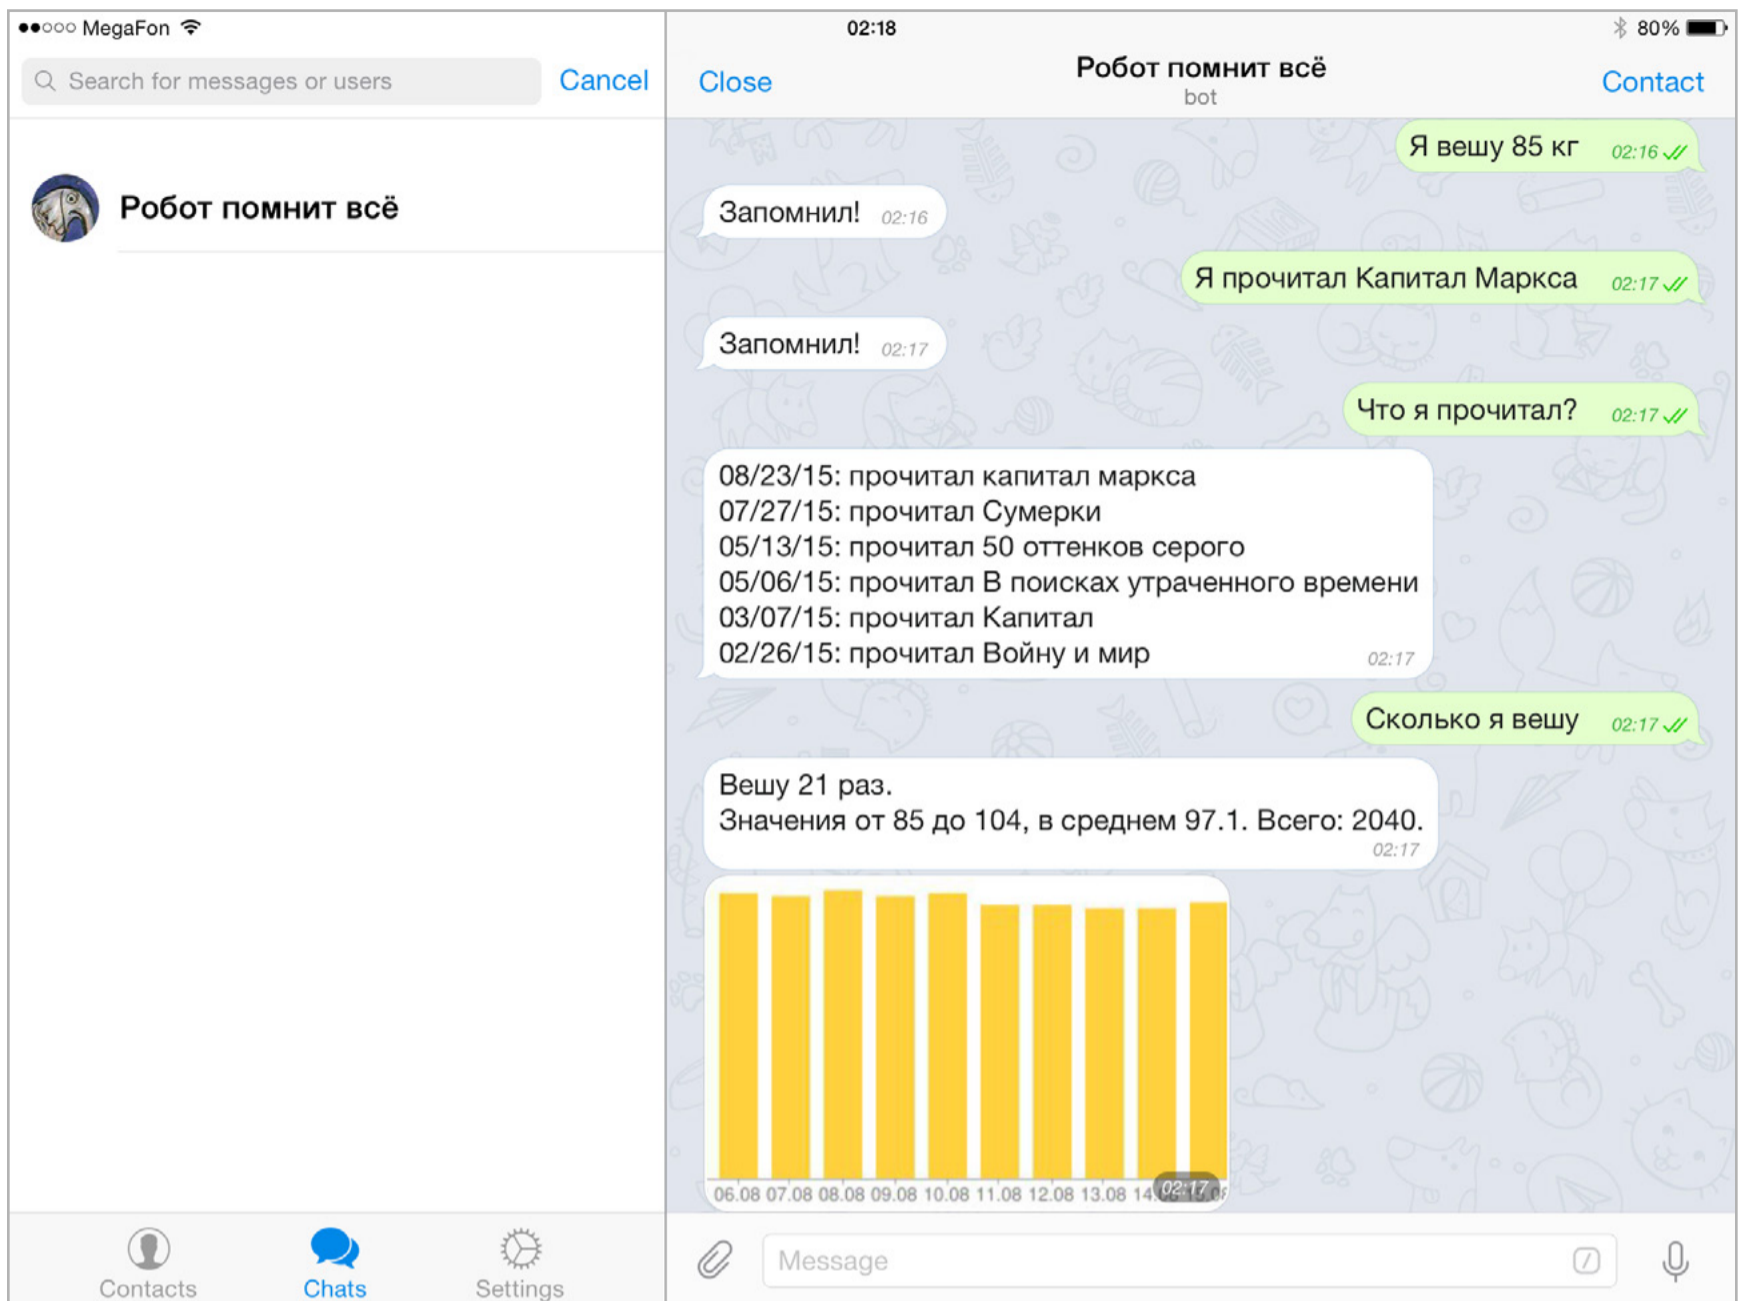 MegaFon
02:18
80%
Search for messages or users
Cancel
Робот помнит всё
Close
Робот помнит всё
bot
Contact
Я вешу 85 кг 02:16
Запомнил! 02:16
Я прочитал Капитал Маркса 02:17
Запомнил! 02:17
Что я прочитал? 02:17
08/23/15: прочитал капитал маркса
07/27/15: прочитал Сумерки
05/13/15: прочитал 50 оттенков серого
05/06/15: прочитал В поисках утраченного времени
03/07/15: прочитал Капитал
02/26/15: прочитал Войну и мир
02:17
Сколько я вешу 02:17
Вешу 21 раз.
Значения от 85 до 104, в среднем 97.1. Всего: 2040.
02:17
06.08 07.08 08.08 09.08 10.08 11.08 12.08 13.08
02:17
Message
Contacts
Chats
Settings